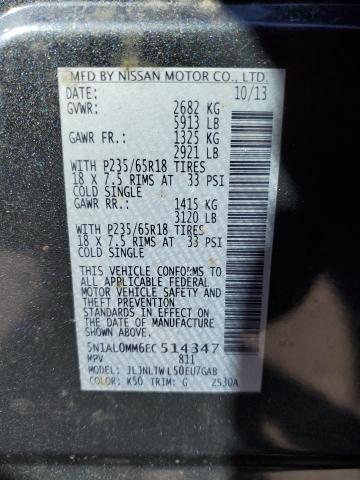 MFD BY NISSAN MOTOR CO., LTD.
DATE: 10/13
GVWR: 2682 KG
5913 LB
GAWR FR.: 1325 KG
2921 LB
WITH P235/65R18 TIRES
18 X 7.5 RIMS AT 33 PSI
COLD SINGLE
GAWR RR.: 1415 KG
3120 LB
WITH P235/65R18 TIRES
18 X 7.5 RIMS AT 33 PSI
COLD SINGLE
THIS VEHICLE CONFORMS TO
ALL APPLICABLE FEDERAL
MOTOR VEHICLE SAFETY
AND THEFT PREVENTION
STANDARDS IN EFFECT ON
THE DATE OF MANUFACTURE
SHOWN ABOVE.
5N1AL0MM6EC514347
MPV 811
MODEL: JLJNLTWL50EU7GAB
COLOR: K50 TRIM: G 2530A